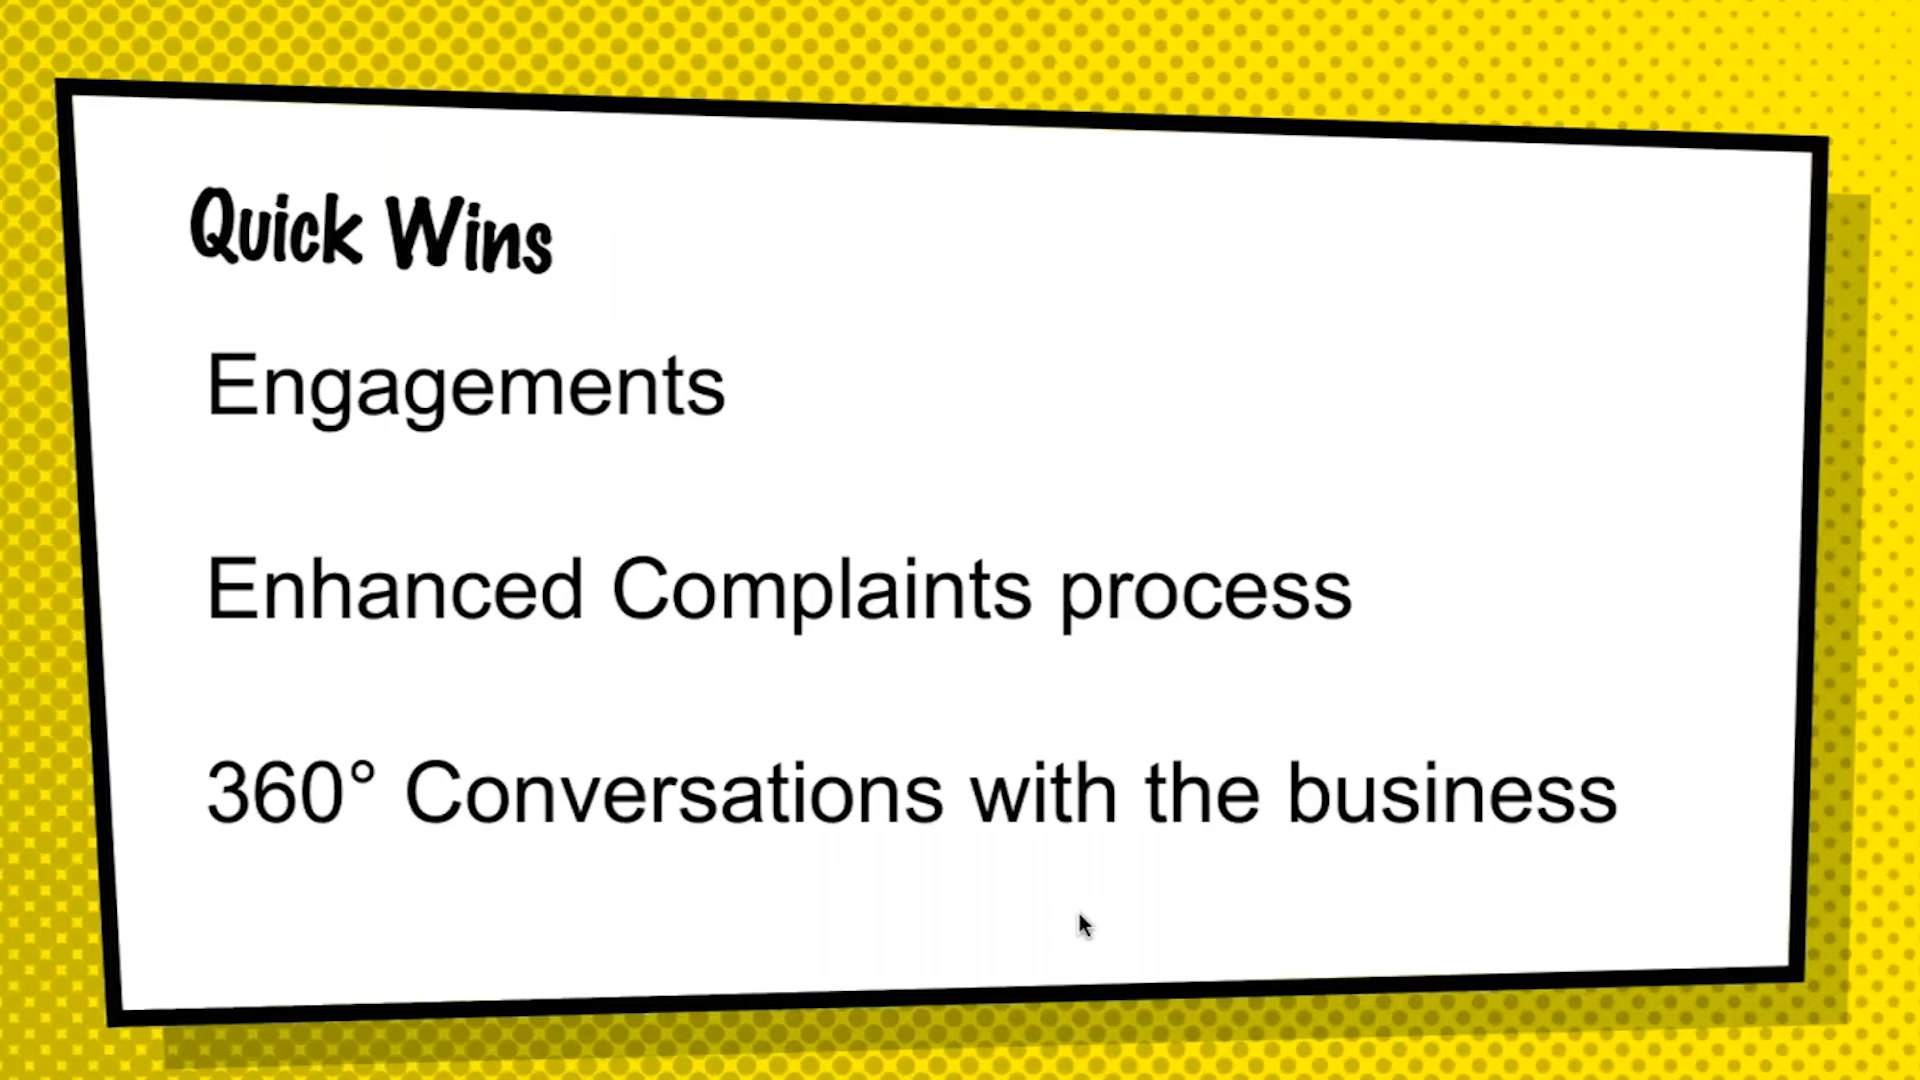 Quick Wins
Engagements
Enhanced Complaints process
360° Conversations with the business